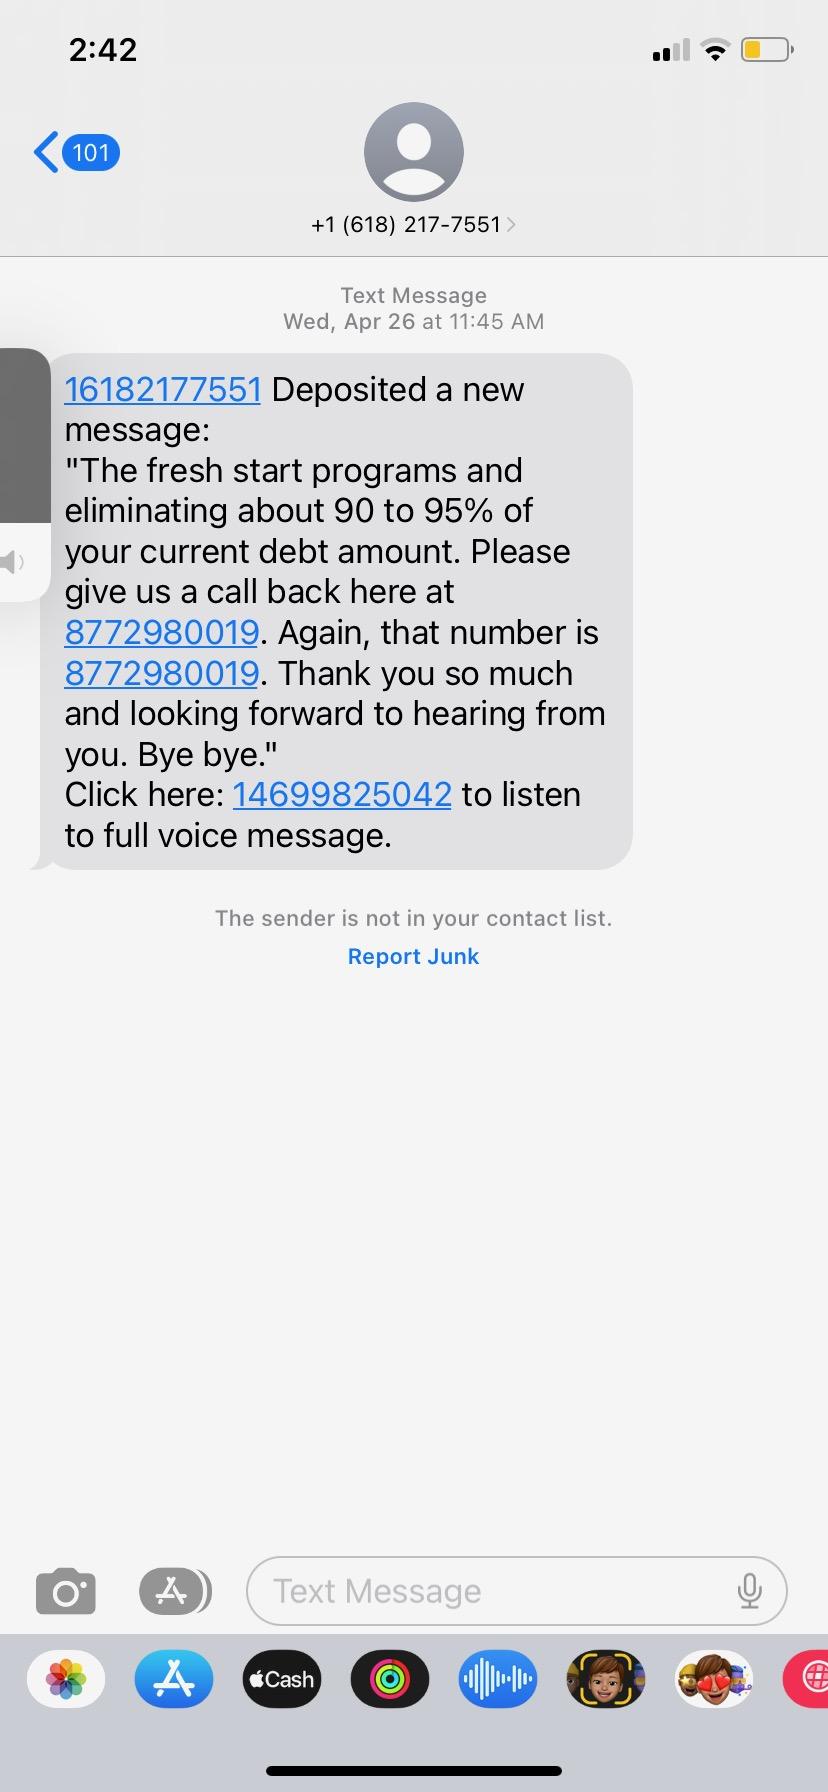 2:42
101
+1 (618) 217-7551
Text Message
Wed, Apr 26 at 11:45 AM
16182177551 Deposited a new
message:
"The fresh start programs and
eliminating about 90 to 95% of
your current debt amount. Please
give us a call back here at
8772980019. Again, that number is
8772980019. Thank you so much
and looking forward to hearing from
you. Bye bye."
Click here: 14699825042 to listen
to full voice message.
The sender is not in your contact list.
Report Junk
Text Message
Cash